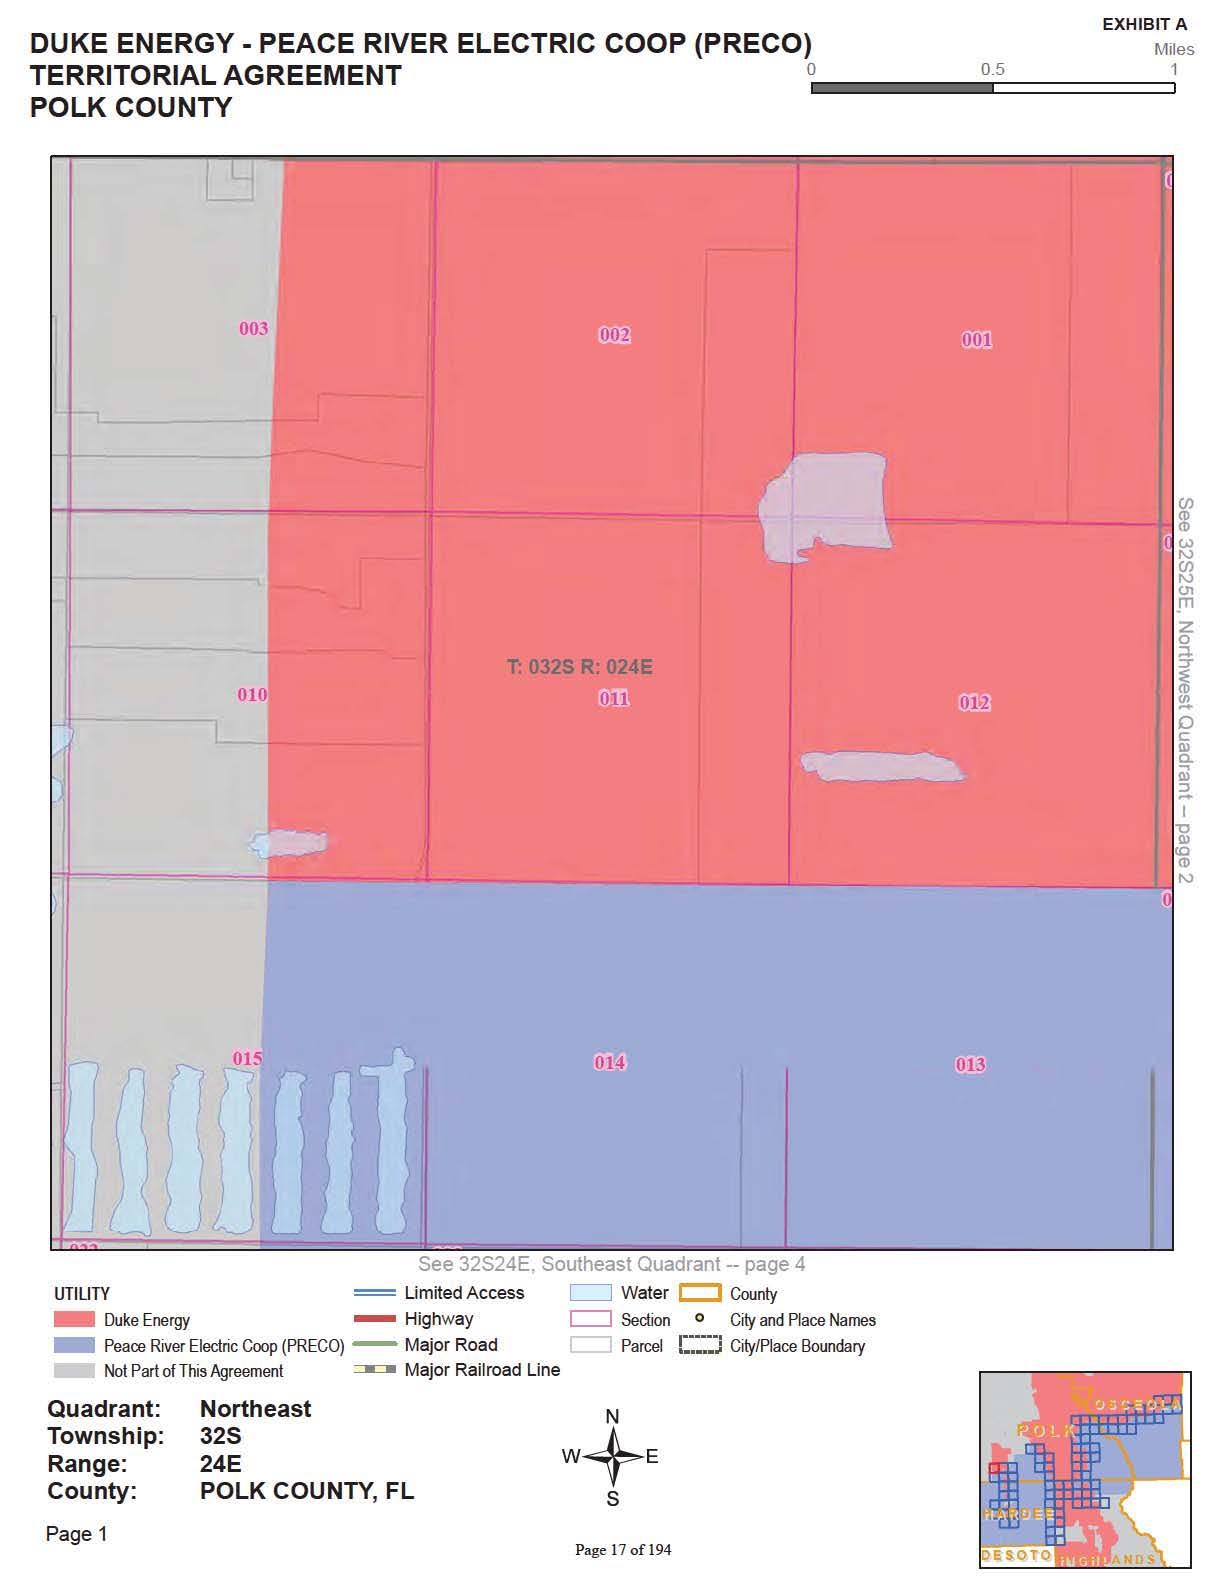 EXHIBIT A
DUKE ENERGY - PEACE RIVER ELECTRIC COOP (PRECO)
TERRITORIAL AGREEMENT
POLK COUNTY
Miles
0 0.5 1
003
002
001
T: 032S R: 024E
010
011
012
015
014
013
0
0
0
See 32S25E, Northwest Quadrant -- page 2
See 32S24E, Southeast Quadrant -- page 4
UTILITY
Duke Energy
Peace River Electric Coop (PRECO)
Not Part of This Agreement
Limited Access
Highway
Major Road
Major Railroad Line
Water
Section
Parcel
County
City and Place Names
City/Place Boundary
Quadrant: Northeast
Township: 32S
Range: 24E
County: POLK COUNTY, FL
Page 1
N
W E
S
Page 17 of 194
OSCEOLA
POLK
HARDEE
DESOTO
HIGHLANDS